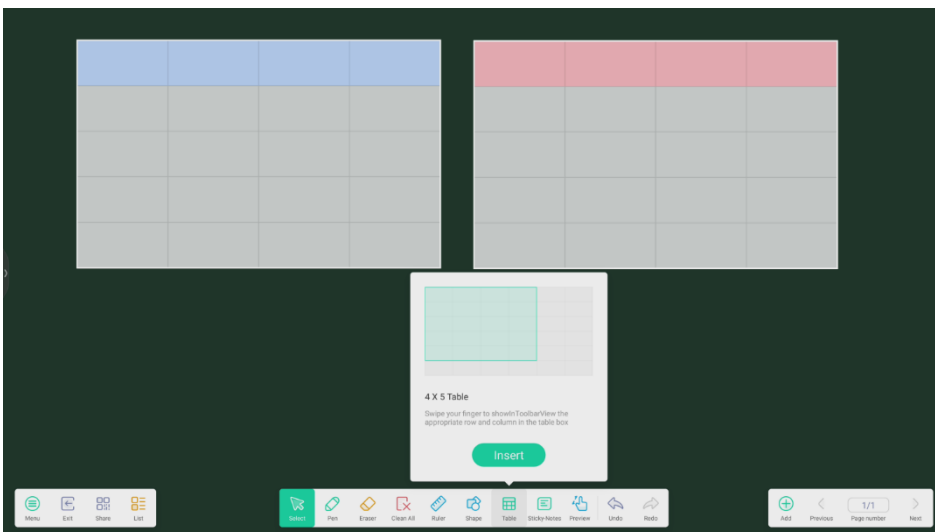 4 X 5 Table
Swipe your finger to showInToolbarView the
appropriate row and column in the table box
Insert
Menu
Exit
Share
List
Select
Pen
Eraser
Clean All
Ruler
Shape
Table
Sticky-Notes
Preview
Undo
Redo
Add
Previous
1/1
Page number
Next